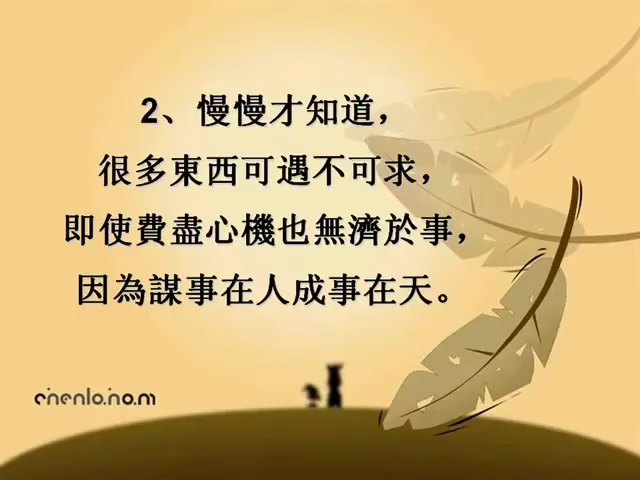 2、慢慢才知道，
很多東西可遇不可求，
即使費盡心機也無濟於事，
因為謀事在人成事在天。